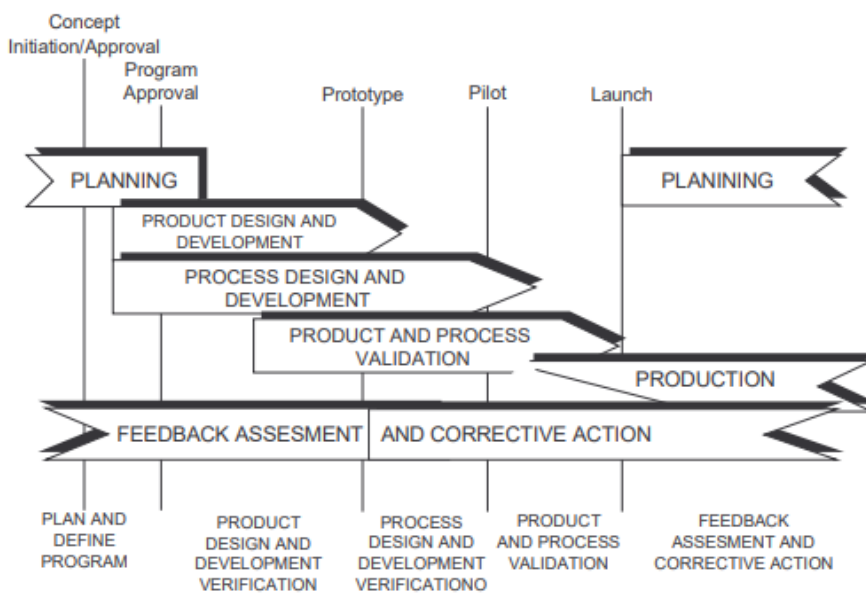 Concept
Initiation/Approval
Program
Approval
Prototype
Pilot
Launch
PLANNING
PLANINING
PRODUCT DESIGN AND
DEVELOPMENT
PROCESS DESIGN AND
DEVELOPMENT
PRODUCT AND PROCESS
VALIDATION
PRODUCTION
FEEDBACK ASSESMENT AND CORRECTIVE ACTION
PLAN AND
DEFINE
PROGRAM
PRODUCT
DESIGN AND
DEVELOPMENT
VERIFICATION
PROCESS
DESIGN AND
DEVELOPMENT
VERIFICATIONO
PRODUCT
AND PROCESS
VALIDATION
FEEDBACK
ASSESMENT AND
CORRECTIVE ACTION